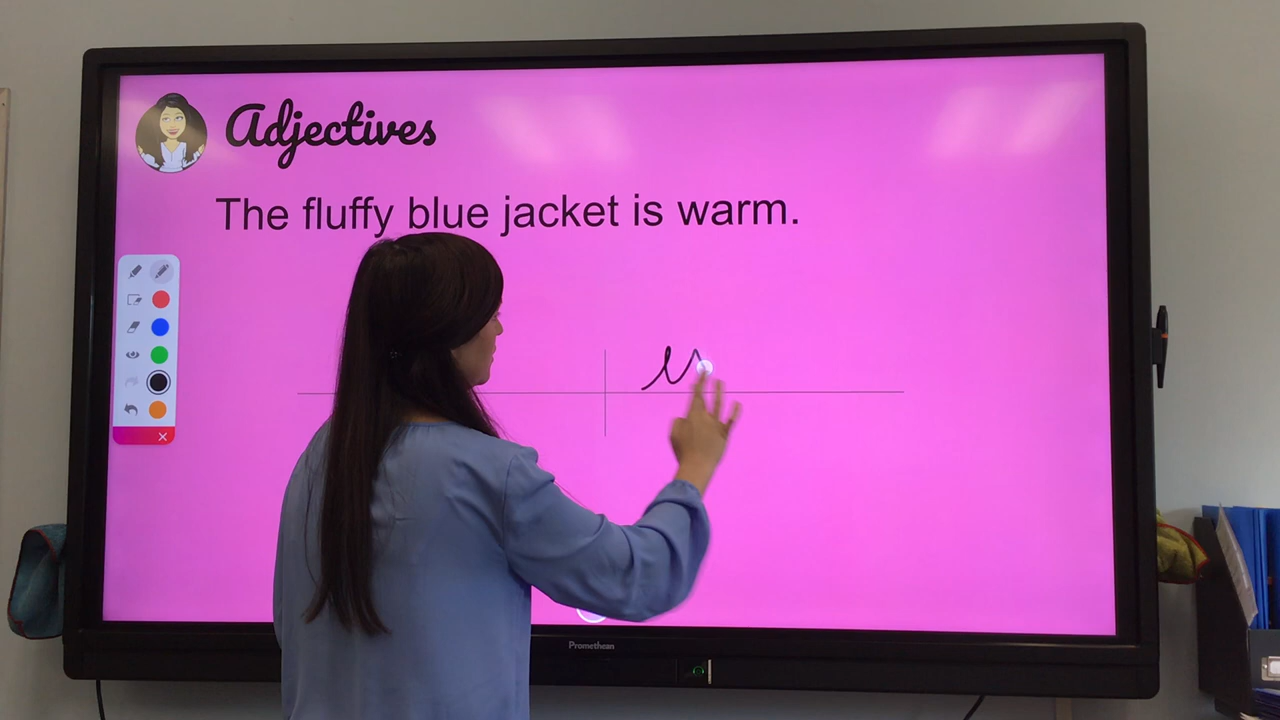 Adjectives
The fluffy blue jacket is warm.
Promethean